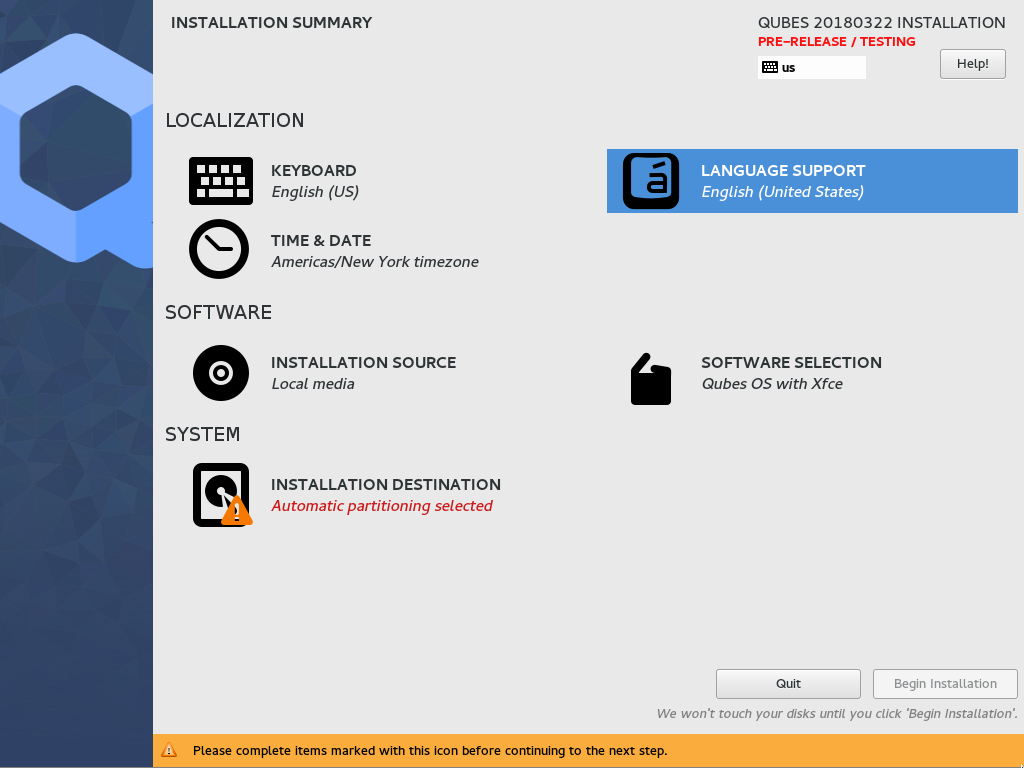 INSTALLATION SUMMARY
QUBES 20180322 INSTALLATION
PRE-RELEASE / TESTING
us
Help!
LOCALIZATION
KEYBOARD
English (US)
LANGUAGE SUPPORT
English (United States)
TIME & DATE
Americas/New York timezone
SOFTWARE
INSTALLATION SOURCE
Local media
SOFTWARE SELECTION
Qubes OS with Xfce
SYSTEM
INSTALLATION DESTINATION
Automatic partitioning selected
Quit
Begin Installation
We won't touch your disks until you click 'Begin Installation'.
Please complete items marked with this icon before continuing to the next step.